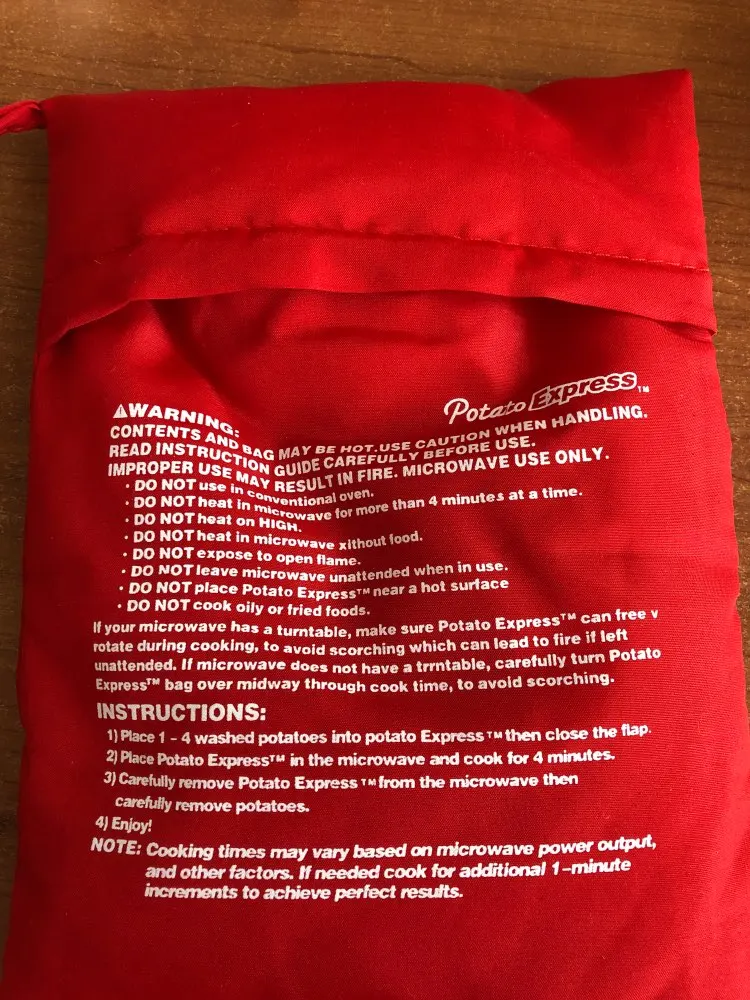 Potato Express™
⚠WARNING:
CONTENTS AND BAG MAY BE HOT.USE CAUTION WHEN HANDLING.
READ INSTRUCTION GUIDE CAREFULLY BEFORE USE.
IMPROPER USE MAY RESULT IN FIRE. MICROWAVE USE ONLY.
· DO NOT use in conventional oven.
· DO NOT heat in microwave for more than 4 minutes at a time.
· DO NOT heat on HIGH.
· DO NOT heat in microwave xithout food.
· DO NOT expose to open flame.
· DO NOT leave microwave unattended when in use.
· DO NOT place Potato Express™ near a hot surface
· DO NOT cook oily or fried foods.
If your microwave has a turntable, make sure Potato Express™ can free v
rotate during cooking, to avoid scorching which can lead to fire if left
unattended. If microwave does not have a trrntable, carefully turn Potato
Express™ bag over midway through cook time, to avoid scorching.
INSTRUCTIONS:
1) Place 1 - 4 washed potatoes into potato Express™ then close the flap.
2) Place Potato Express™ in the microwave and cook for 4 minutes.
3) Carefully remove Potato Express™ from the microwave then
carefully remove potatoes.
4) Enjoy!
NOTE: Cooking times may vary based on microwave power output,
and other factors. If needed cook for additional 1-minute
increments to achieve perfect results.